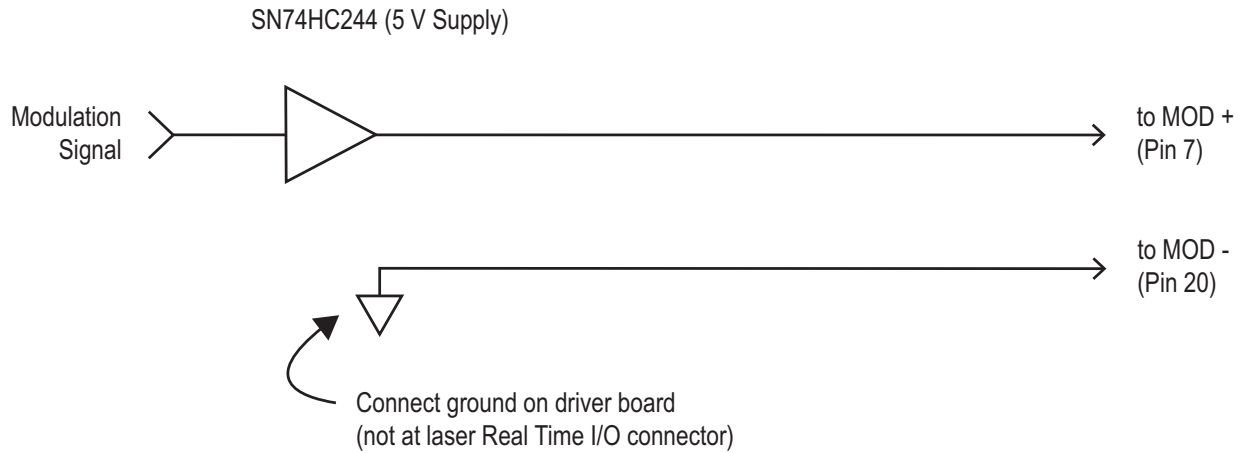 SN74HC244 (5 V Supply)
Modulation
Signal
to MOD +
(Pin 7)
to MOD -
(Pin 20)
Connect ground on driver board
(not at laser Real Time I/O connector)